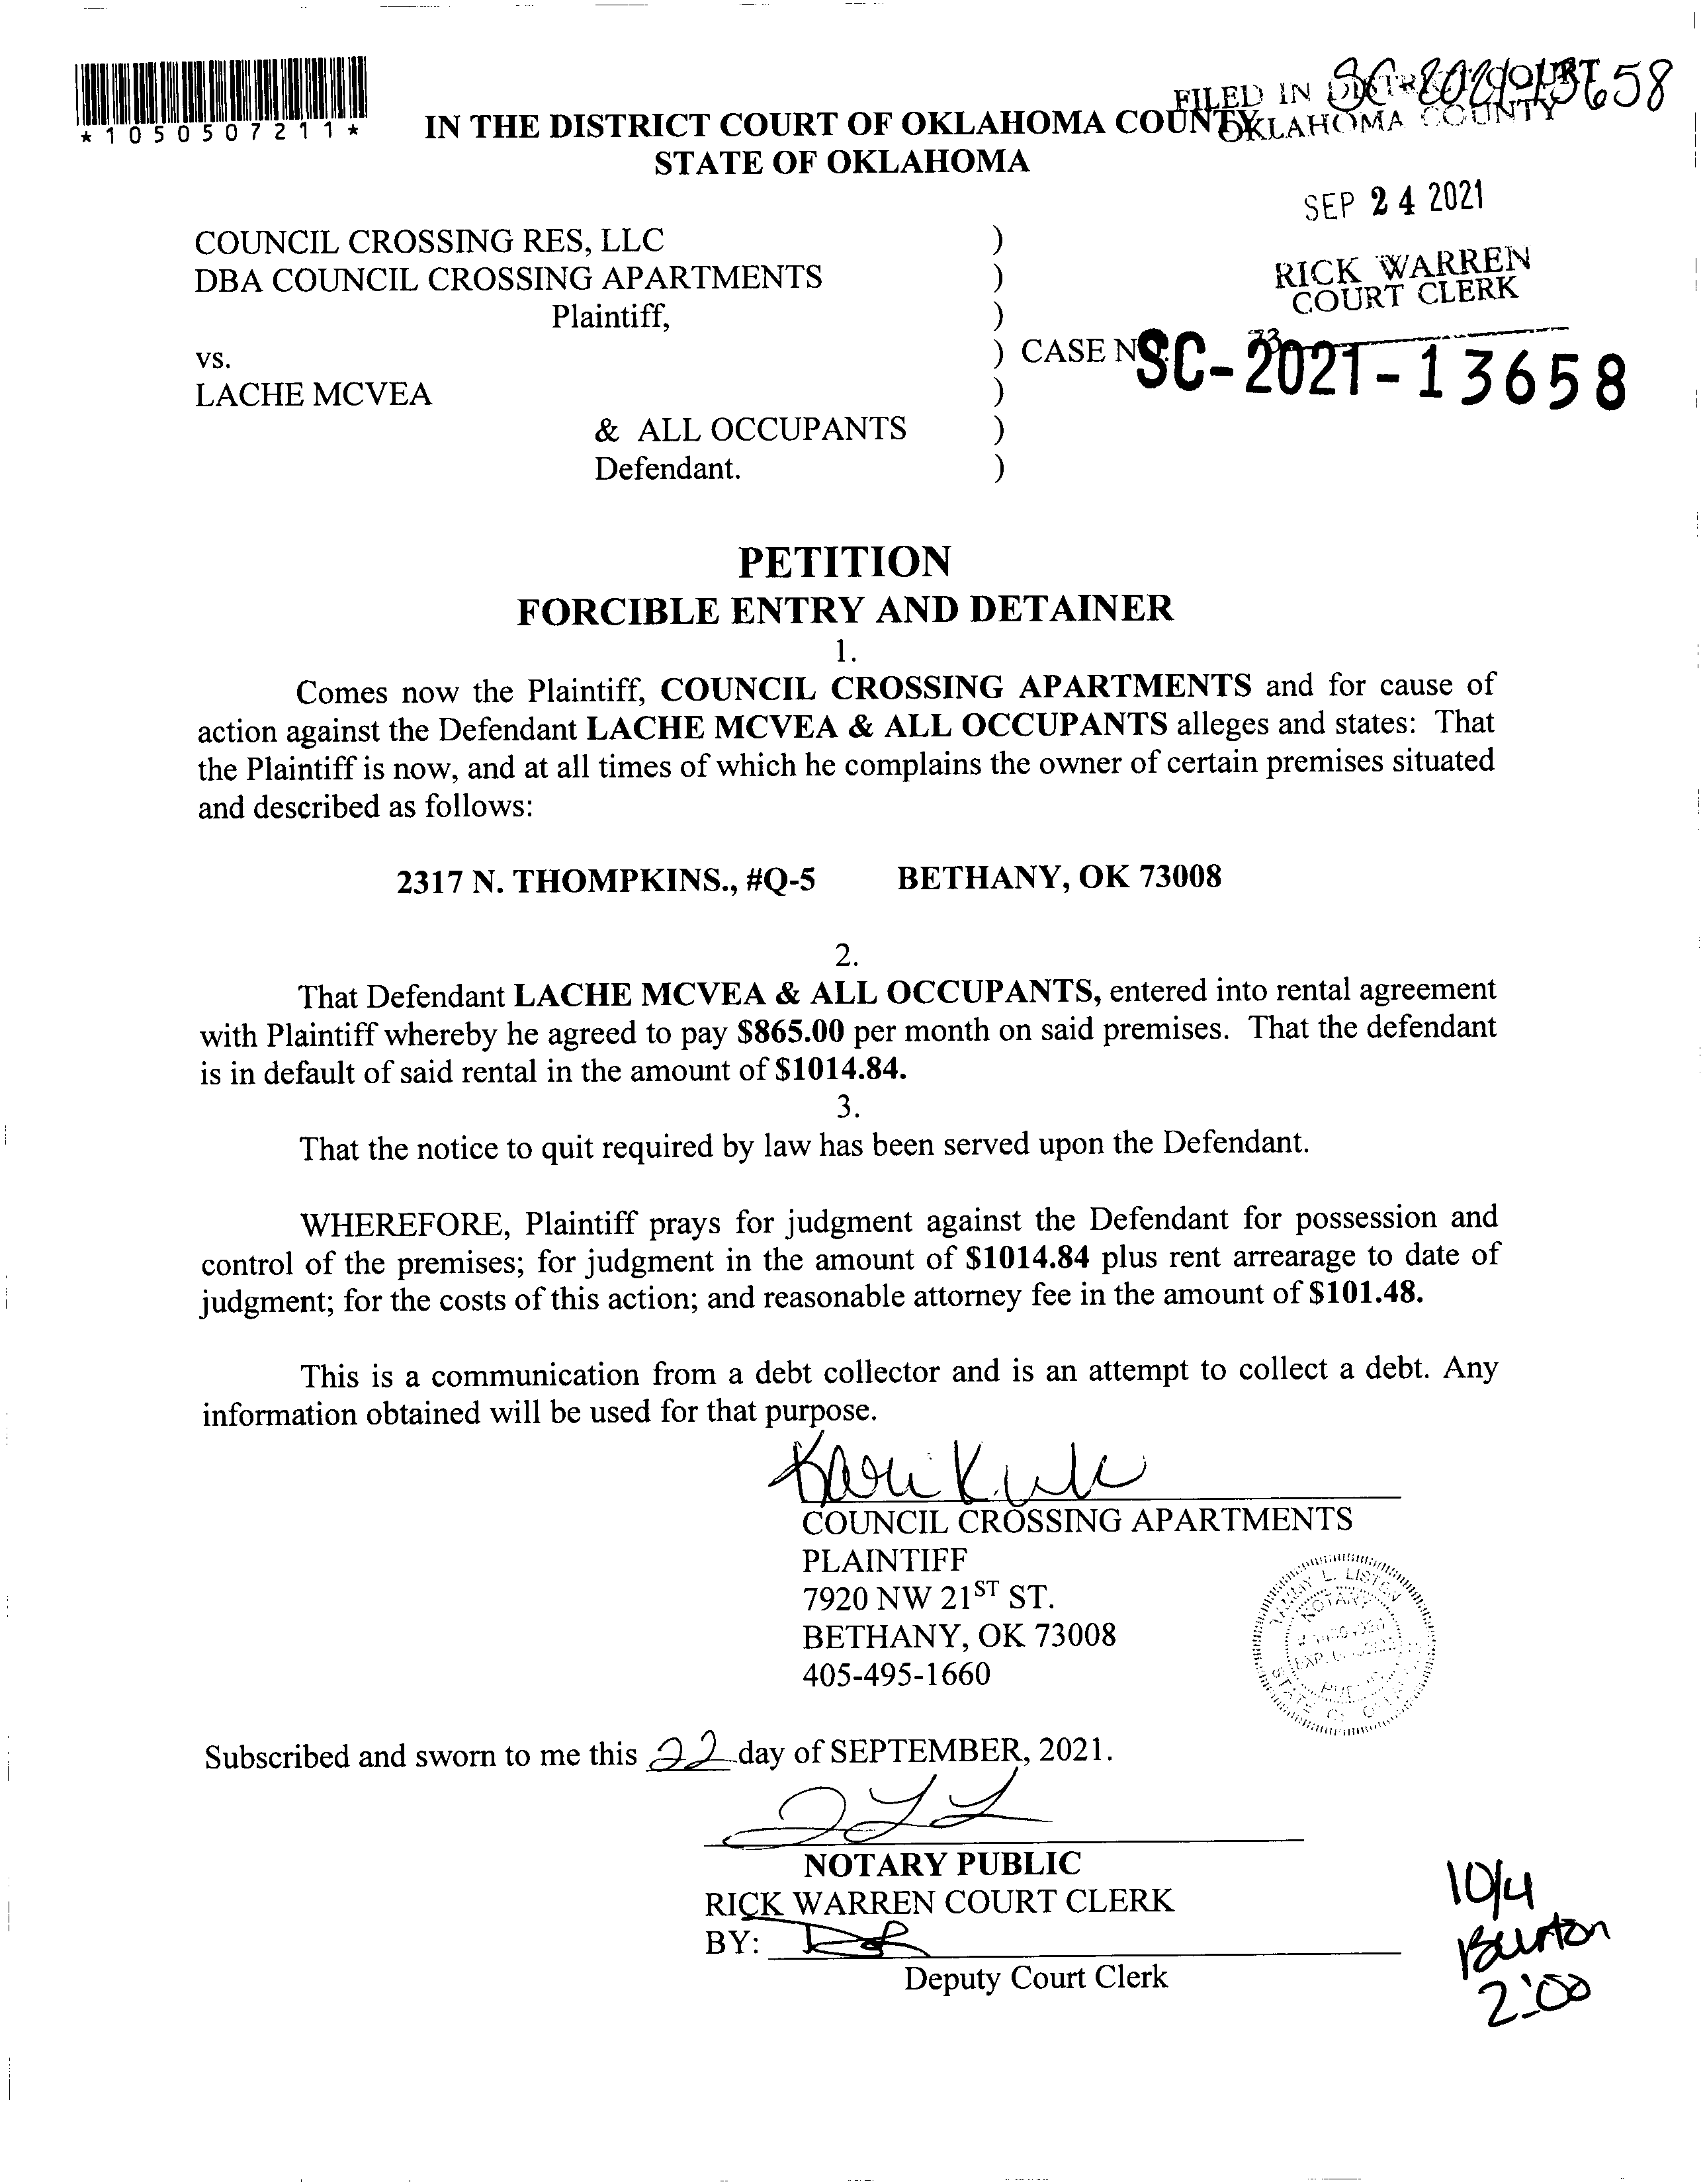 SC-2021-13658
FILED IN DISTRICT COURT
OKLAHOMA COUNTY
*1050507211*
IN THE DISTRICT COURT OF OKLAHOMA COUNTY
STATE OF OKLAHOMA
SEP 24 2021
RICK WARREN
COURT CLERK
73
COUNCIL CROSSING RES, LLC )
DBA COUNCIL CROSSING APARTMENTS )
Plaintiff, )
vs. ) CASE NO. SC-2021-13658
LACHE MCVEA )
& ALL OCCUPANTS )
Defendant. )
PETITION
FORCIBLE ENTRY AND DETAINER
1.
Comes now the Plaintiff, COUNCIL CROSSING APARTMENTS and for cause of
action against the Defendant LACHE MCVEA & ALL OCCUPANTS alleges and states: That
the Plaintiff is now, and at all times of which he complains the owner of certain premises situated
and described as follows:
2317 N. THOMPKINS., #Q-5 BETHANY, OK 73008
2.
That Defendant LACHE MCVEA & ALL OCCUPANTS, entered into rental agreement
with Plaintiff whereby he agreed to pay $865.00 per month on said premises. That the defendant
is in default of said rental in the amount of $1014.84.
3.
That the notice to quit required by law has been served upon the Defendant.
WHEREFORE, Plaintiff prays for judgment against the Defendant for possession and
control of the premises; for judgment in the amount of $1014.84 plus rent arrearage to date of
judgment; for the costs of this action; and reasonable attorney fee in the amount of $101.48.
This is a communication from a debt collector and is an attempt to collect a debt. Any
information obtained will be used for that purpose.
COUNCIL CROSSING APARTMENTS
PLAINTIFF
7920 NW 21ST ST.
BETHANY, OK 73008
405-495-1660
TAMMY L. LISTEN
NOTARY
EXP.
STATE OF
Subscribed and sworn to me this 22 day of SEPTEMBER, 2021.
NOTARY PUBLIC
RICK WARREN COURT CLERK
BY:
Deputy Court Clerk
10/4
Burton
2:00